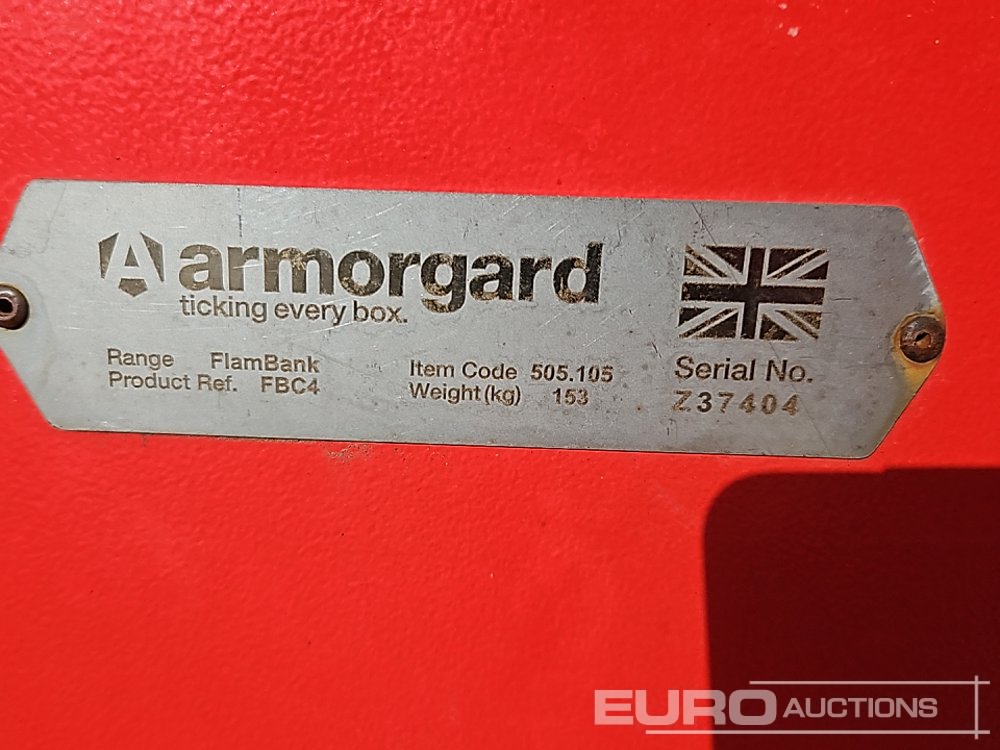 armorgard
ticking every box.
Range FlamBank
Product Ref. FBC4
Item Code 505.105
Weight (kg) 153
Serial No.
Z37404
EURO AUCTIONS